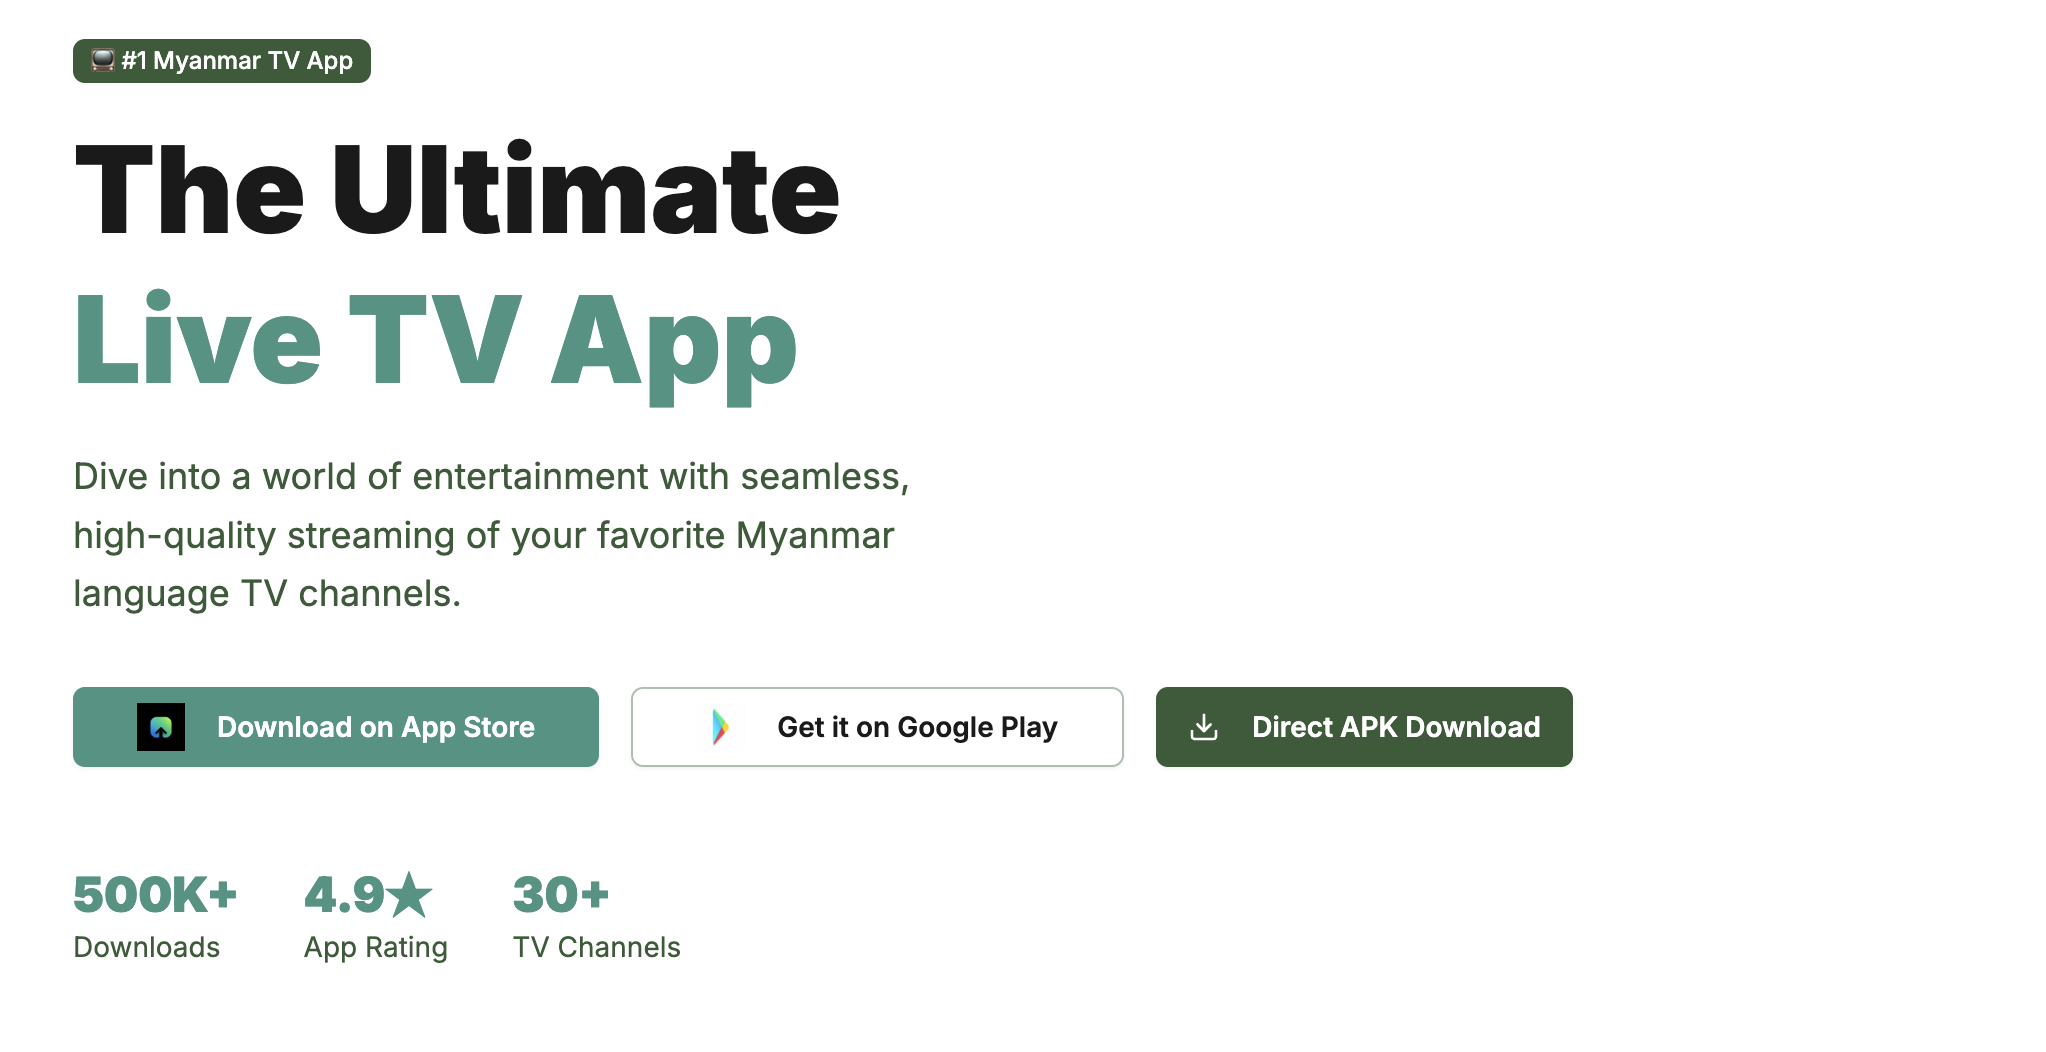 #1 Myanmar TV App
The Ultimate
Live TV App
Dive into a world of entertainment with seamless,
high-quality streaming of your favorite Myanmar
language TV channels.
Download on App Store
Get it on Google Play
Direct APK Download
500K+
Downloads
4.9★
App Rating
30+
TV Channels